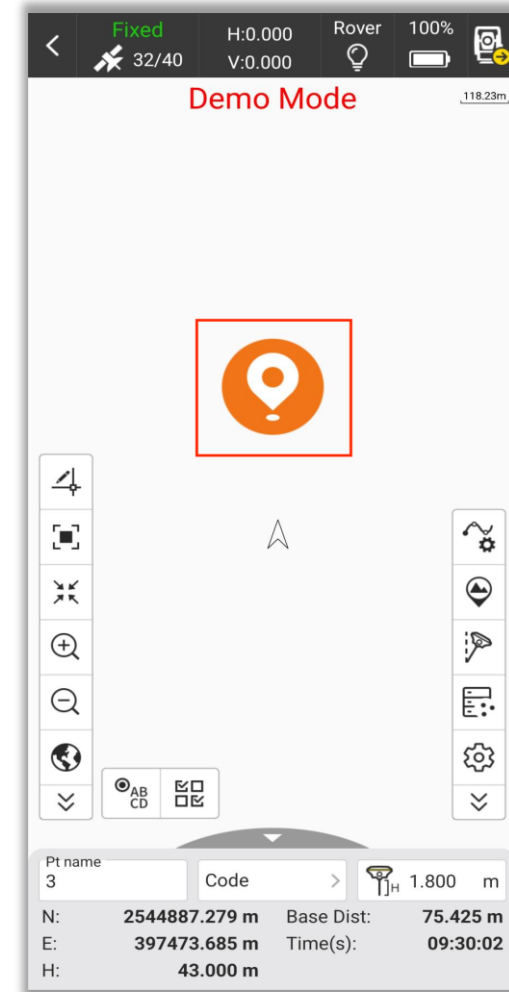 Fixed
32/40
H:0.000
V:0.000
Rover
100%
Demo Mode
118.23m
AB
CD
Pt name
3
Code
H 1.800 m
N: 2544887.279 m Base Dist: 75.425 m
E: 397473.685 m Time(s): 09:30:02
H: 43.000 m